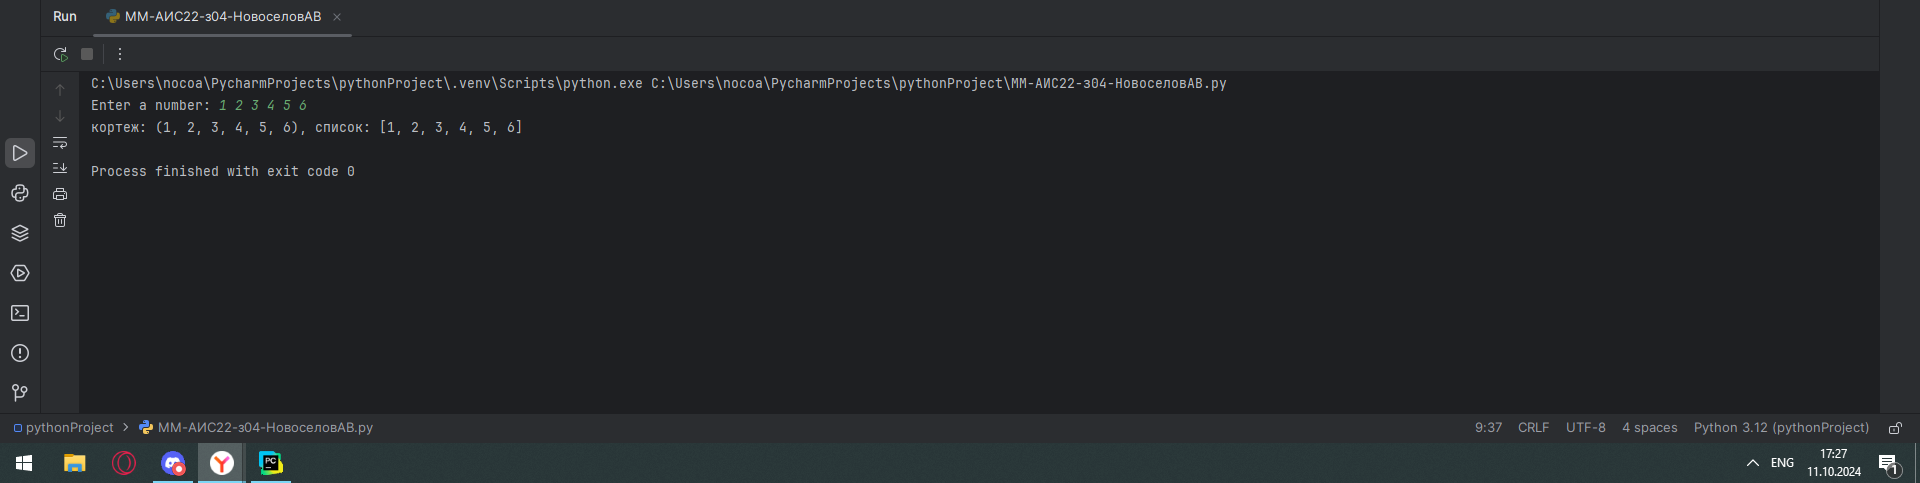 Run ММ-АИС22-з04-НовоселовАВ
C:\Users\nocoa\PycharmProjects\pythonProject\.venv\Scripts\python.exe C:\Users\nocoa\PycharmProjects\pythonProject\ММ-АИС22-з04-НовоселовАВ.py
Enter a number: 1 2 3 4 5 6
кортеж: (1, 2, 3, 4, 5, 6), список: [1, 2, 3, 4, 5, 6]
Process finished with exit code 0
pythonProject > ММ-АИС22-з04-НовоселовАВ.py 9:37 CRLF UTF-8 4 spaces Python 3.12 (pythonProject)
PC ENG 17:27
11.10.2024 1